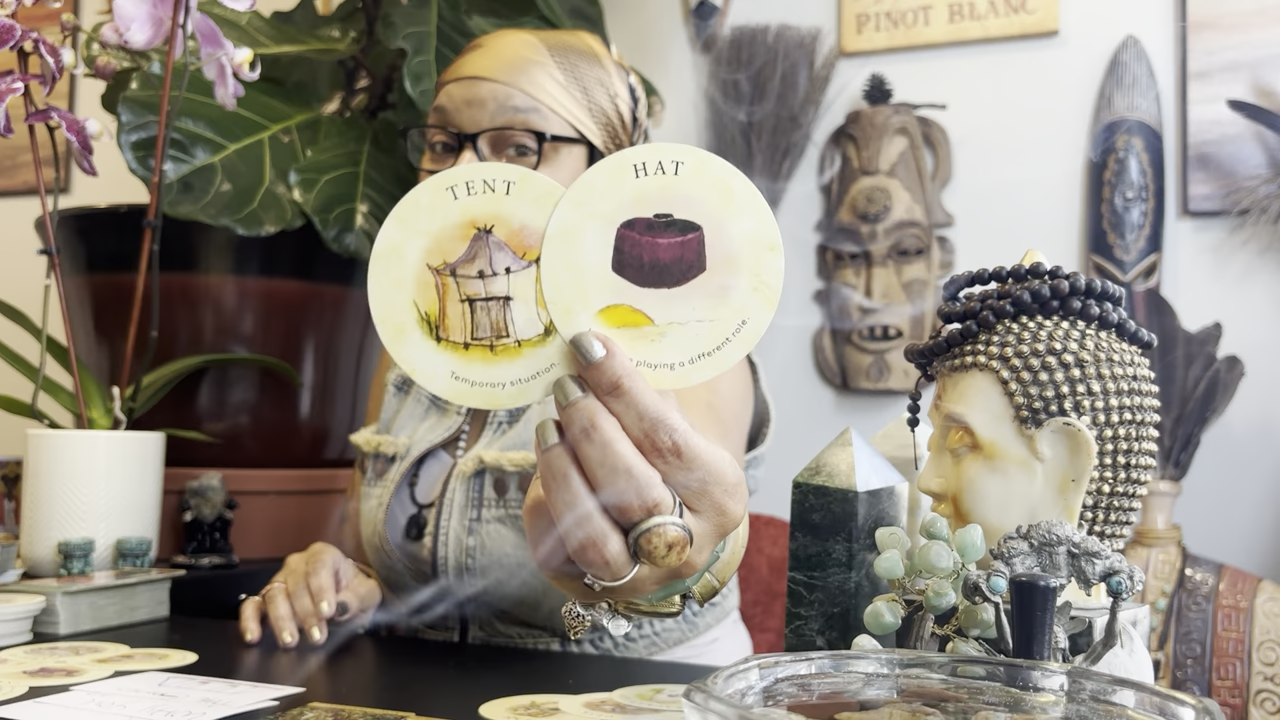 PINOT BLANC
TENT
Temporary situation.
HAT
playing a different role.